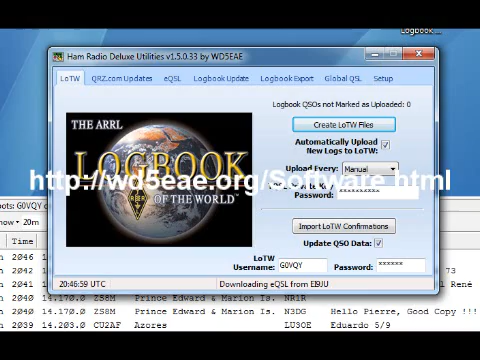 Logbook ...
Ham Radio Deluxe Utilities v1.5.0.33 by WD5EAE
LoTW QRZ.com Updates eQSL Logbook Update Logbook Export Global QSL Setup
Logbook QSOs not Marked as Uploaded: 0
THE ARRL
LOGBOOK
OF THE WORLD
Create LoTW Files
Automatically Upload
New Logs to LoTW:
Upload Every: Manual
http://wd5eae.org/Software.html
Password: **********
Import LoTW Confirmations
Update QSO Data:
LoTW
Username: G0VQY Password: ******
20:46:59 UTC Downloading eQSL from EI9JU
ots: G0VQY
how 20m
Time
2046
2042 73
2041 René
2040 14.170.0 ZS8M Prince Edward & Marion Is. NR1R
14.170.0 ZS8M Prince Edward & Marion Is. N3DG Hello Pierre, Good Copy !!!
2039 14.203.0 CU2AF Azores LU3OE Eduardo 5/9